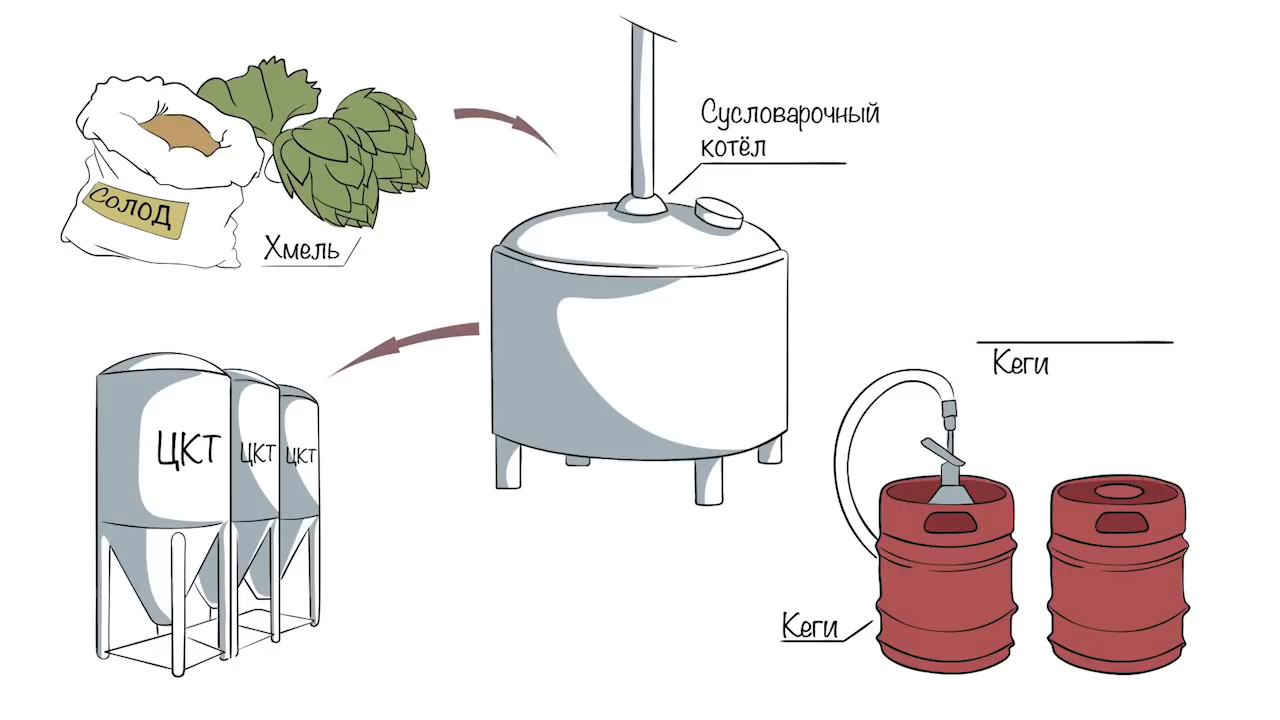 Сусловарочный
котёл
Солод
Хмель
Кеги
ЦКТ ЦКТ ЦКТ
Кеги